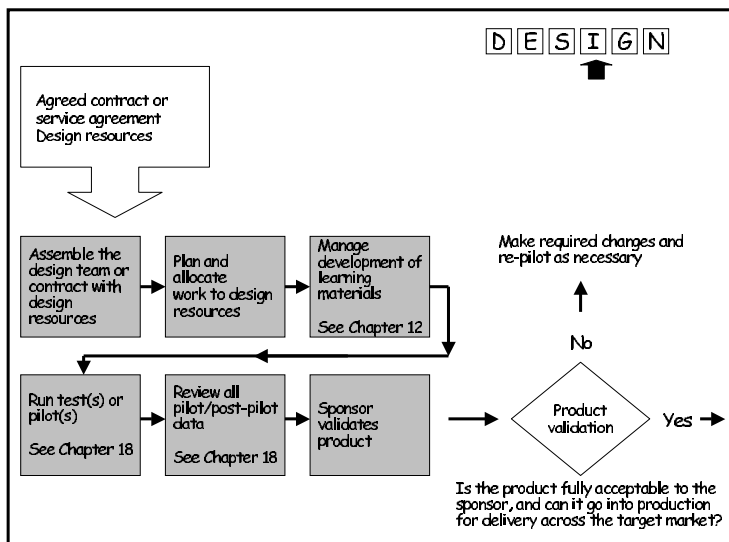 DESIGN
Agreed contract or
service agreement
Design resources
Assemble the
design team or
contract with
design
resources
Plan and
allocate
work to design
resources
Manage
development of
learning
materials
See Chapter 12
Make required changes and
re-pilot as necessary
No
Run test(s) or
pilot(s)
See Chapter 18
Review all
pilot/post-pilot
data
See Chapter 18
Sponsor
validates
product
Product
validation
Yes
Is the product fully acceptable to the
sponsor, and can it go into production
for delivery across the target market?